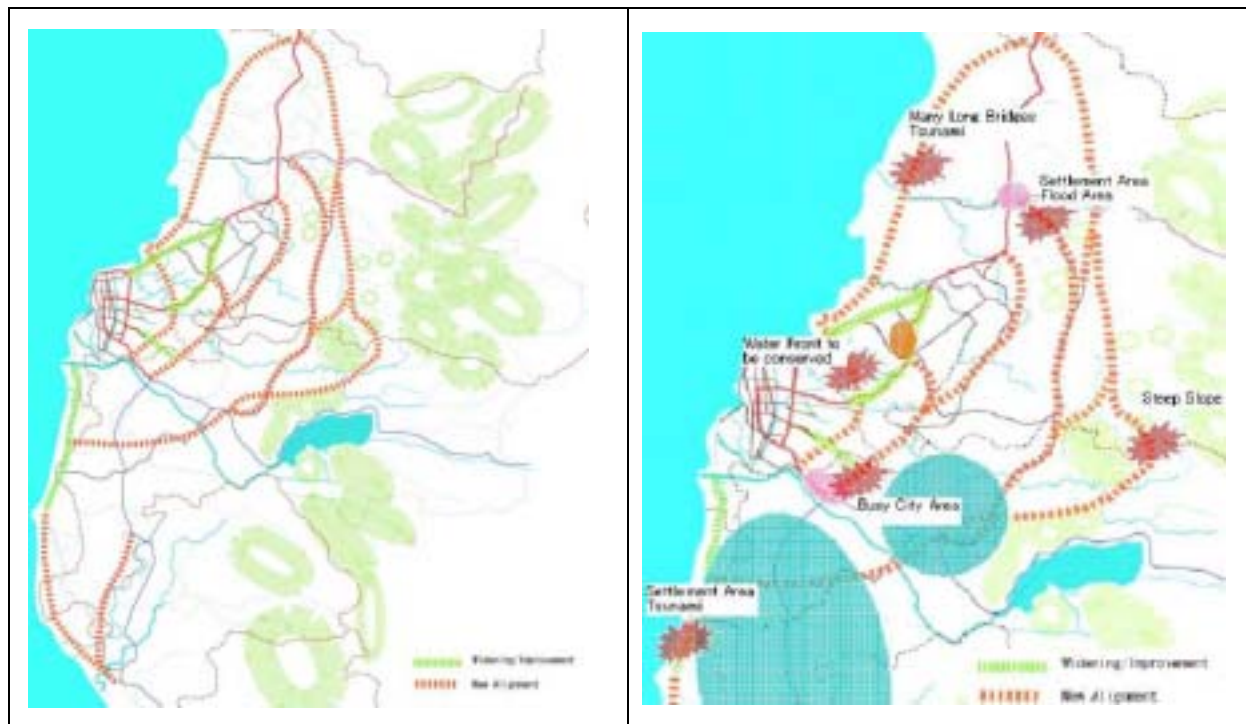 Widening/Improvement
New Alignment
Many Long Bridges
Tsunami
Settlement Area
Flood Area
Water Front to
be conserved
Steep Slope
Busy City Area
Settlement Area
Tsunami
Widening/Improvement
New Alignment